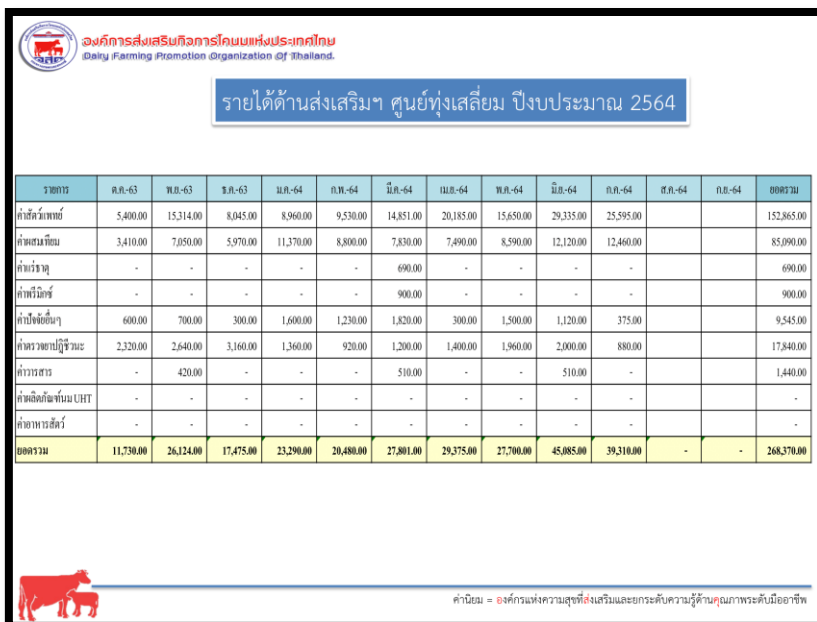 องค์การส่งเสริมกิจการโคนมแห่งประเทศไทย
Dairy Farming Promotion Organization Of Thailand.
อ.ส.ค.
รายได้ด้านส่งเสริมฯ ศูนย์ทุ่งเสลี่ยม ปีงบประมาณ 2564
รายการ ต.ค.-63 พ.ย.-63 ธ.ค.-63 ม.ค.-64 ก.พ.-64 มี.ค.-64 เม.ย.-64 พ.ค.-64 มิ.ย.-64 ก.ค.-64 ส.ค.-64 ก.ย.-64 ยอดรวม
ค่าสัตว์แพทย์ 5,400.00 15,314.00 8,045.00 8,960.00 9,530.00 14,851.00 20,185.00 15,650.00 29,335.00 25,595.00 152,865.00
ค่าผสมเทียม 3,410.00 7,050.00 5,970.00 11,370.00 8,800.00 7,830.00 7,490.00 8,590.00 12,120.00 12,460.00 85,090.00
ค่าแร่ธาตุ - - - - - 690.00 - - - - 690.00
ค่าพรีมิกซ์ - - - - - 900.00 - - - - 900.00
ค่าปัจจัยอื่นๆ 600.00 700.00 300.00 1,600.00 1,230.00 1,820.00 300.00 1,500.00 1,120.00 375.00 9,545.00
ค่าตรวจยาปฏิชีวนะ 2,320.00 2,640.00 3,160.00 1,360.00 920.00 1,200.00 1,400.00 1,960.00 2,000.00 880.00 17,840.00
ค่าวารสาร - 420.00 - - - 510.00 - - 510.00 - 1,440.00
ค่าผลิตภัณฑ์นม UHT - - - - - - - - - - -
ค่าอาหารสัตว์ - - - - - - - - - - -
ยอดรวม 11,730.00 26,124.00 17,475.00 23,290.00 20,480.00 27,801.00 29,375.00 27,700.00 45,085.00 39,310.00 - - 268,370.00
ค่านิยม = องค์กรแห่งความสุขที่ส่งเสริมและยกระดับความรู้ด้านคุณภาพระดับมืออาชีพ